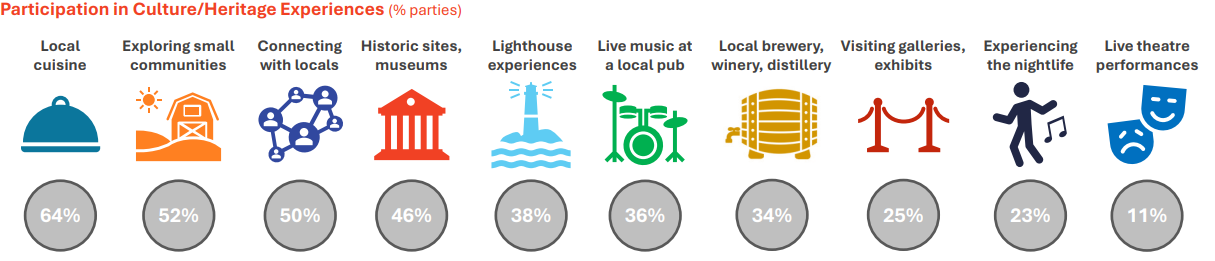 Participation in Culture/Heritage Experiences (% parties)
Local
cuisine
Exploring small
communities
Connecting
with locals
Historic sites,
museums
Lighthouse
experiences
Live music at
a local pub
Local brewery,
winery, distillery
Visiting galleries,
exhibits
Experiencing
the nightlife
Live theatre
performances
64%
52%
50%
46%
38%
36%
34%
25%
23%
11%